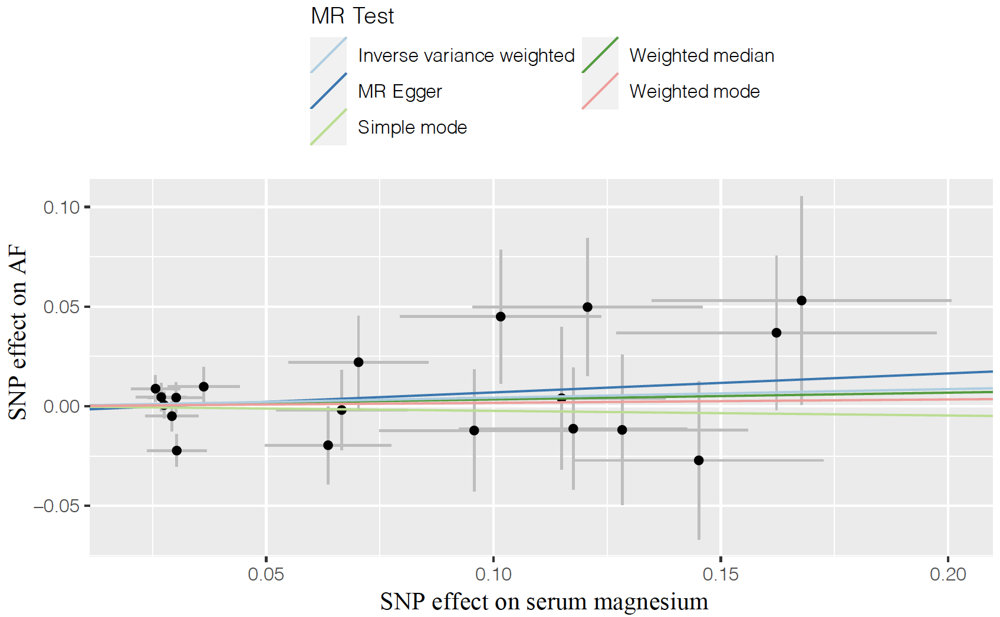 MR Test
Inverse variance weighted
Weighted median
MR Egger
Weighted mode
Simple mode
SNP effect on AF
0.10
0.05
0.00
−0.05
0.05
0.10
0.15
0.20
SNP effect on serum magnesium